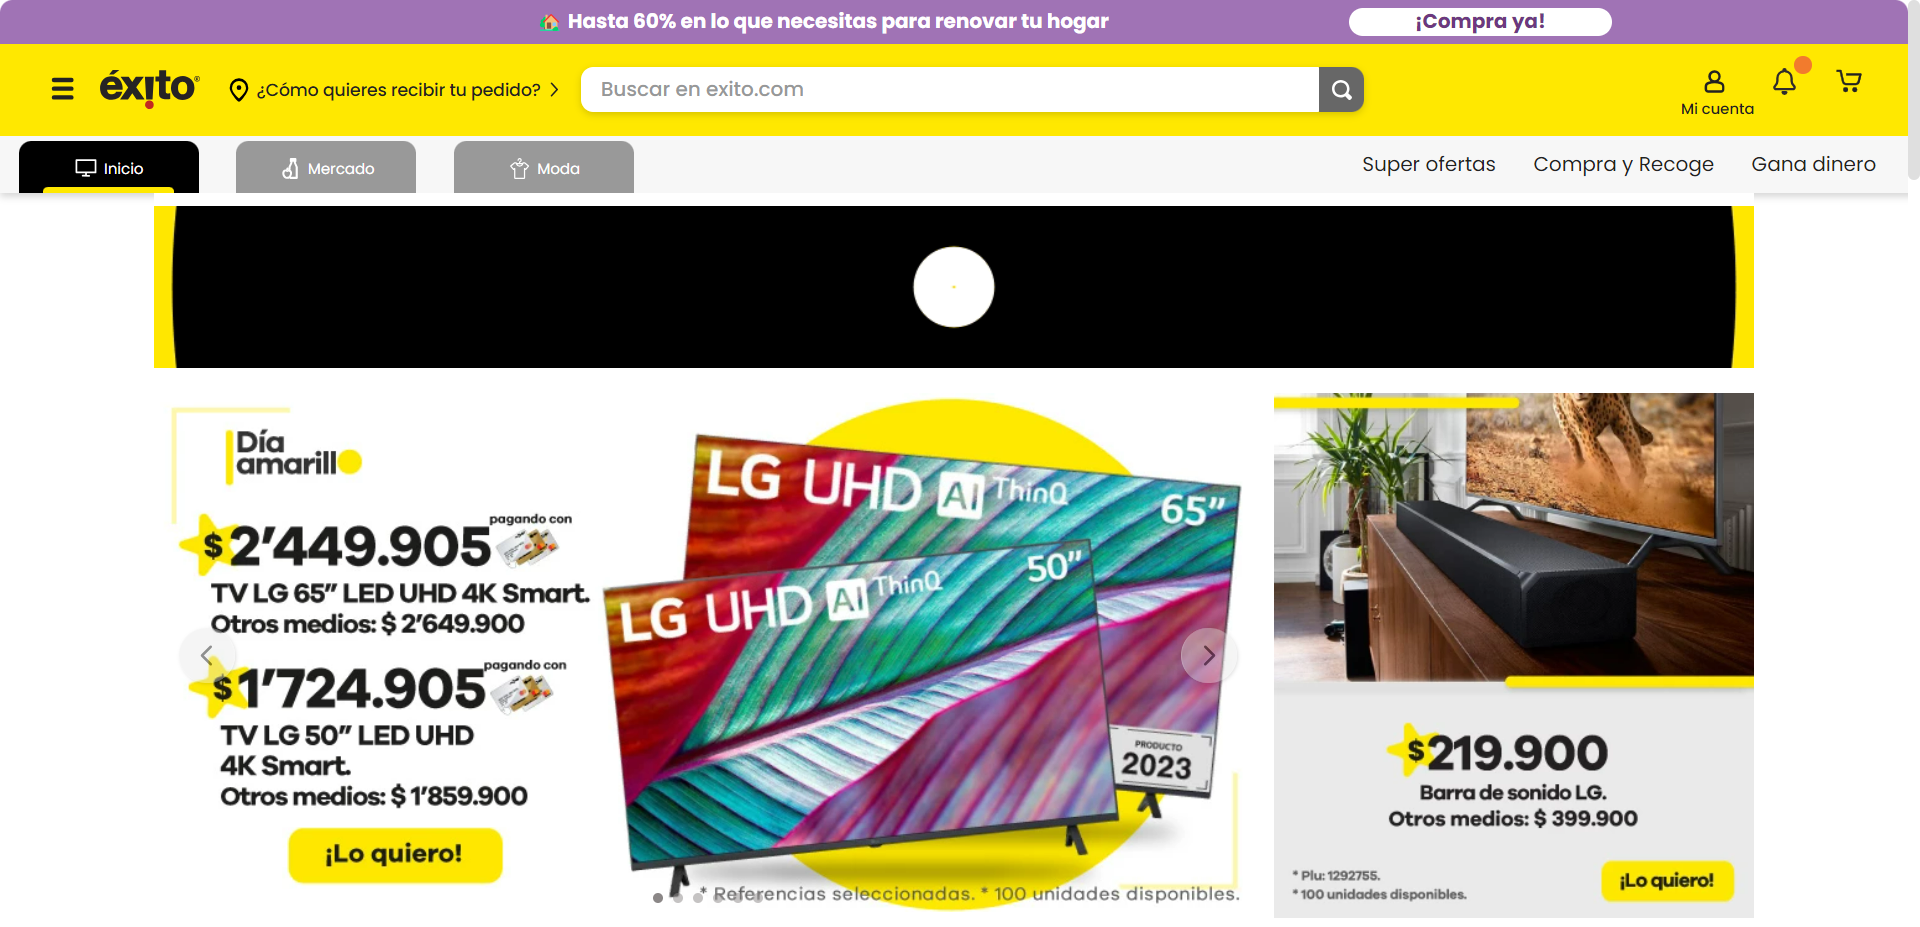 Hasta 60% en lo que necesitas para renovar tu hogar
¡Compra ya!
éxito
¿Cómo quieres recibir tu pedido?
Buscar en exito.com
Mi cuenta
Inicio
Mercado
Moda
Super ofertas
Compra y Recoge
Gana dinero
Día
amarillo
$ 2'449.905 pagando con
TV LG 65” LED UHD 4K Smart.
Otros medios: $ 2'649.900
$ 1'724.905 pagando con
TV LG 50” LED UHD
4K Smart.
Otros medios: $ 1'859.900
¡Lo quiero!
LG UHD AI ThinQ
65”
LG UHD AI ThinQ
50”
PRODUCTO
2023
* Referencias seleccionadas. * 100 unidades disponibles.
$219.900
Barra de sonido LG.
Otros medios: $ 399.900
* Plu: 1292755.
* 100 unidades disponibles.
¡Lo quiero!